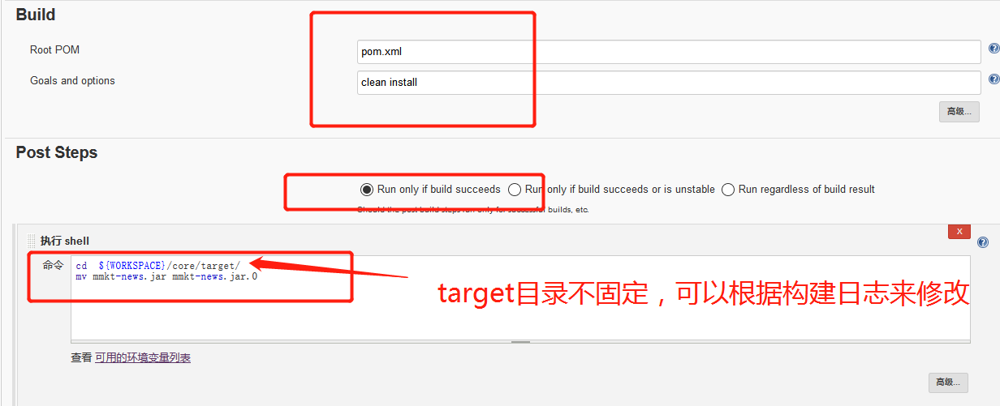 Build
Root POM
pom.xml
Goals and options
clean install
高级...
Post Steps
Run only if build succeeds
Run only if build succeeds or is unstable
Run regardless of build result
Should the post-build steps run only for successful builds, etc.
X
执行 shell
命令
cd  ${WORKSPACE}/core/target/
mv mmkt-news.jar mmkt-news.jar.0
target目录不固定，可以根据构建日志来修改
查看 可用的环境变量列表
高级...